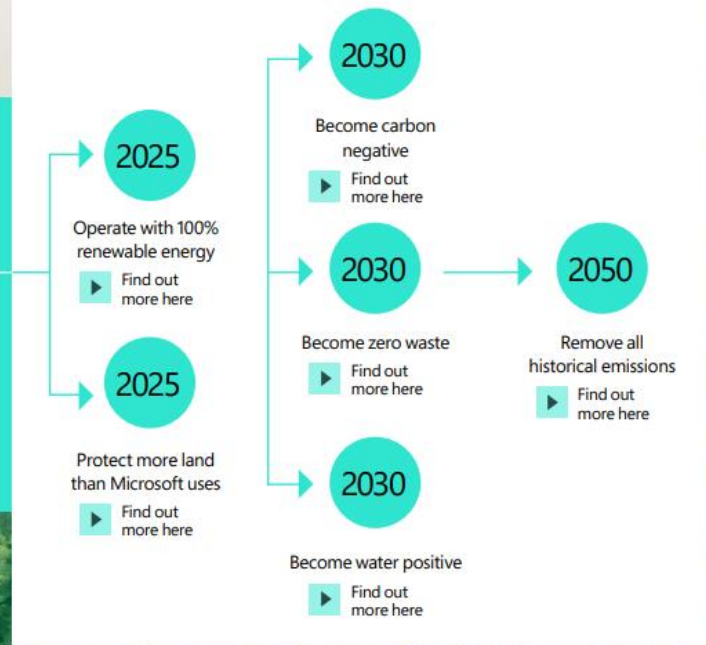 2025
Operate with 100%
renewable energy
Find out
more here
2025
Protect more land
than Microsoft uses
Find out
more here
2030
Become carbon
negative
Find out
more here
2030
Become zero waste
Find out
more here
2030
Become water positive
Find out
more here
2050
Remove all
historical emissions
Find out
more here